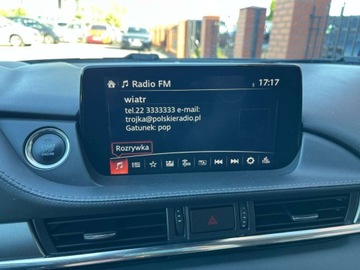 Radio FM
17:17
wiatr
tel.22 3333333 e-mail:
trojka@polskieradio.pl
Gatunek: pop
Rozrywka